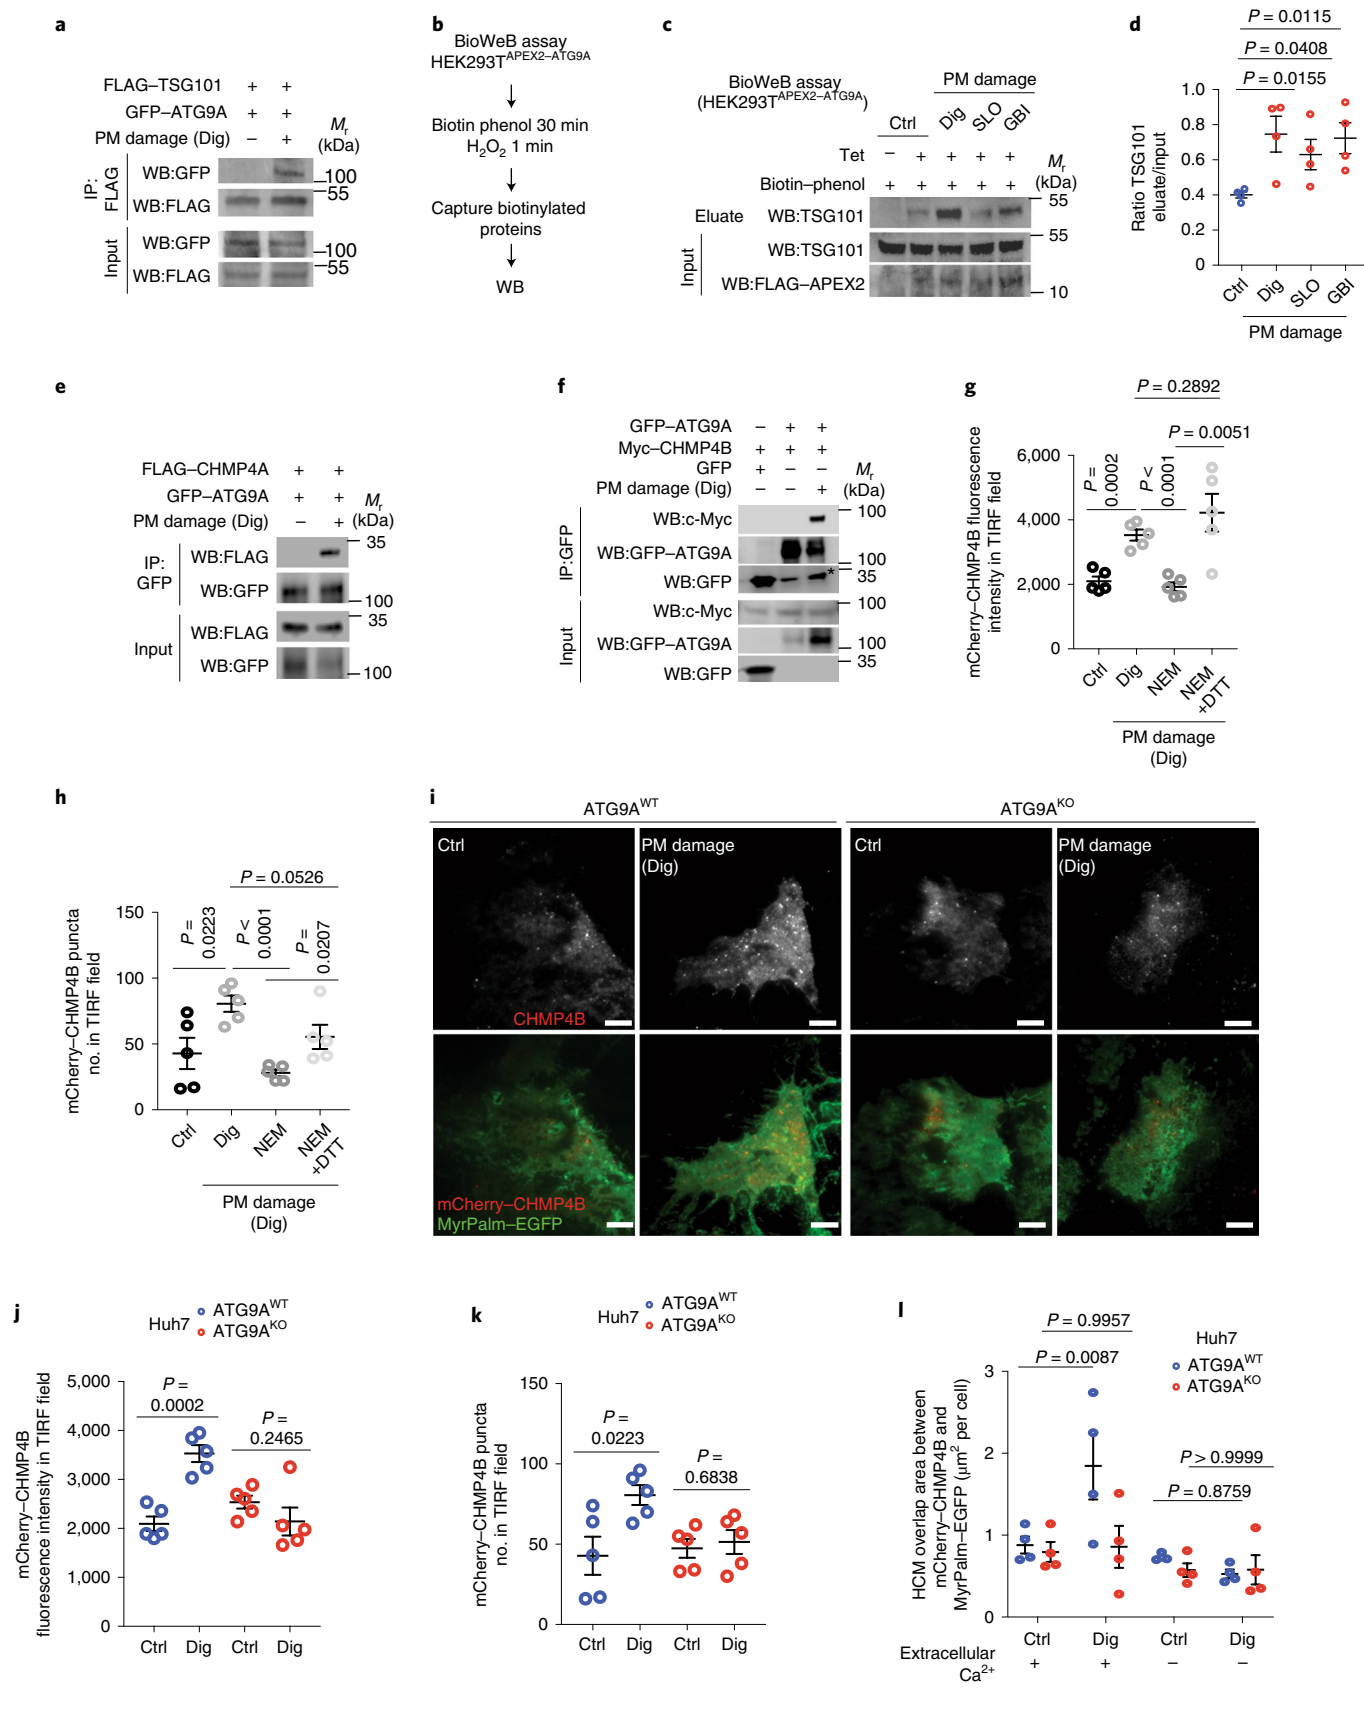 a
FLAG–TSG101 + +
GFP–ATG9A + +
PM damage (Dig) – +
Mr
(kDa)
IP:
FLAG
WB:GFP
100
55
WB:FLAG
Input
WB:GFP
100
55
WB:FLAG
b
BioWeB assay
HEK293TAPEX2–ATG9A
Biotin phenol 30 min
H2O2 1 min
Capture biotinylated
proteins
WB
c
BioWeB assay
(HEK293TAPEX2–ATG9A)
PM damage
Ctrl
Dig
SLO
GBI
Tet – + + + +
Biotin–phenol + + + + +
Mr
(kDa)
55
Eluate WB:TSG101
55
Input
WB:TSG101
WB:FLAG–APEX2
10
d
P = 0.0115
P = 0.0408
P = 0.0155
Ratio TSG101
eluate/input
1.0
0.8
0.6
0.4
0.2
0
Ctrl
Dig
SLO
GBI
PM damage
e
FLAG–CHMP4A + +
GFP–ATG9A + +
PM damage (Dig) – +
Mr
(kDa)
35
IP:
GFP
WB:FLAG
WB:GFP
100
35
Input
WB:FLAG
WB:GFP
100
f
GFP–ATG9A – + +
Myc–CHMP4B + + +
GFP + – –
PM damage (Dig) – – +
Mr
(kDa)
IP:GFP
WB:c-Myc
100
WB:GFP–ATG9A
100
WB:GFP
*
35
Input
WB:c-Myc
100
WB:GFP–ATG9A
100
WB:GFP
35
g
P = 0.2892
P = 0.0051
P =
0.0002
P <
0.0001
mCherry–CHMP4B fluorescence
intensity in TIRF field
6,000
4,000
2,000
0
Ctrl
Dig
NEM
NEM
+DTT
PM damage
(Dig)
h
P = 0.0526
P =
0.0223
P <
0.0001
P =
0.0207
mCherry–CHMP4B puncta
no. in TIRF field
150
100
50
0
Ctrl
Dig
NEM
NEM
+DTT
PM damage
(Dig)
i
ATG9AWT
ATG9AKO
Ctrl
PM damage
(Dig)
Ctrl
PM damage
(Dig)
CHMP4B
mCherry–CHMP4B
MyrPalm–EGFP
j
Huh7
ATG9AWT
ATG9AKO
mCherry–CHMP4B
fluorescence intensity in TIRF field
5,000
4,000
3,000
2,000
1,000
0
P =
0.0002
P =
0.2465
Ctrl Dig Ctrl Dig
k
Huh7
ATG9AWT
ATG9AKO
mCherry–CHMP4B puncta
no. in TIRF field
150
100
50
0
P =
0.0223
P =
0.6838
Ctrl Dig Ctrl Dig
l
P = 0.9957
P = 0.0087
Huh7
ATG9AWT
ATG9AKO
P > 0.9999
P = 0.8759
HCM overlap area between
mCherry–CHMP4B and
MyrPalm–EGFP (μm2 per cell)
3
2
1
0
Ctrl Dig Ctrl Dig
Extracellular
Ca2+
+ + – –